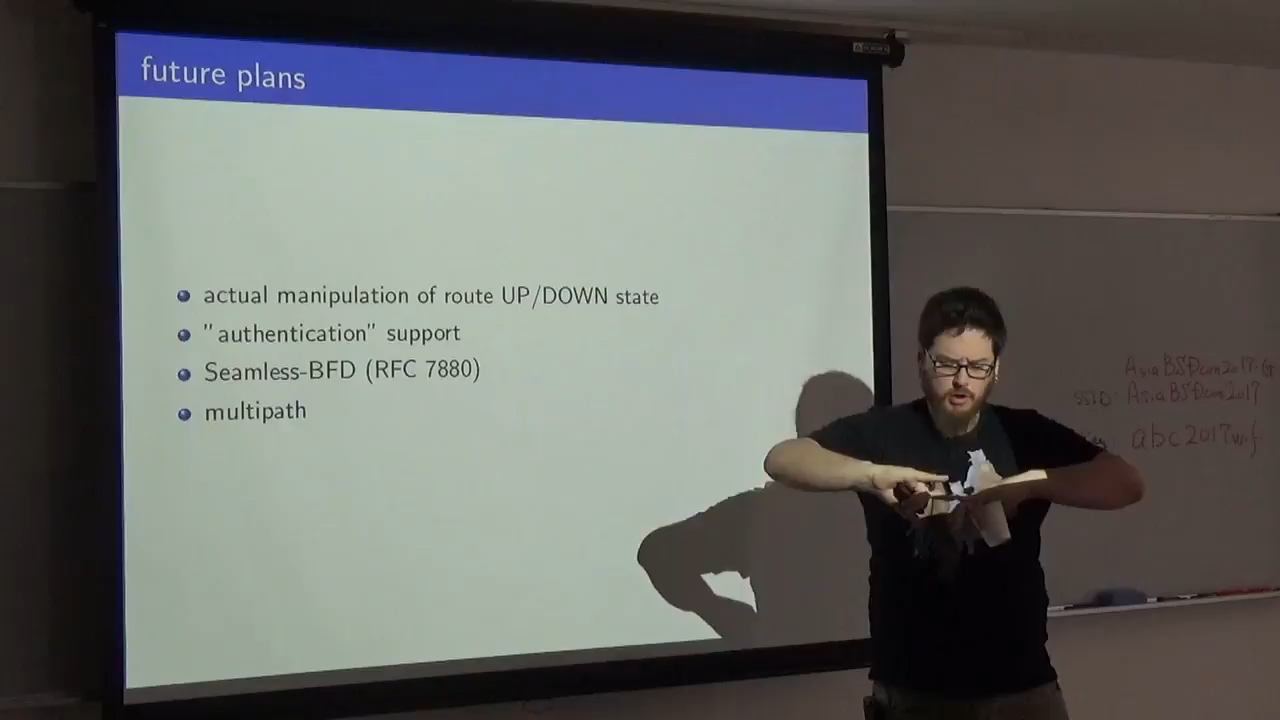 future plans
actual manipulation of route UP/DOWN state
"authentication" support
Seamless-BFD (RFC 7880)
multipath
AsiaBSDCon2017
SSID: AsiaBSDCon2017
abc2017wif